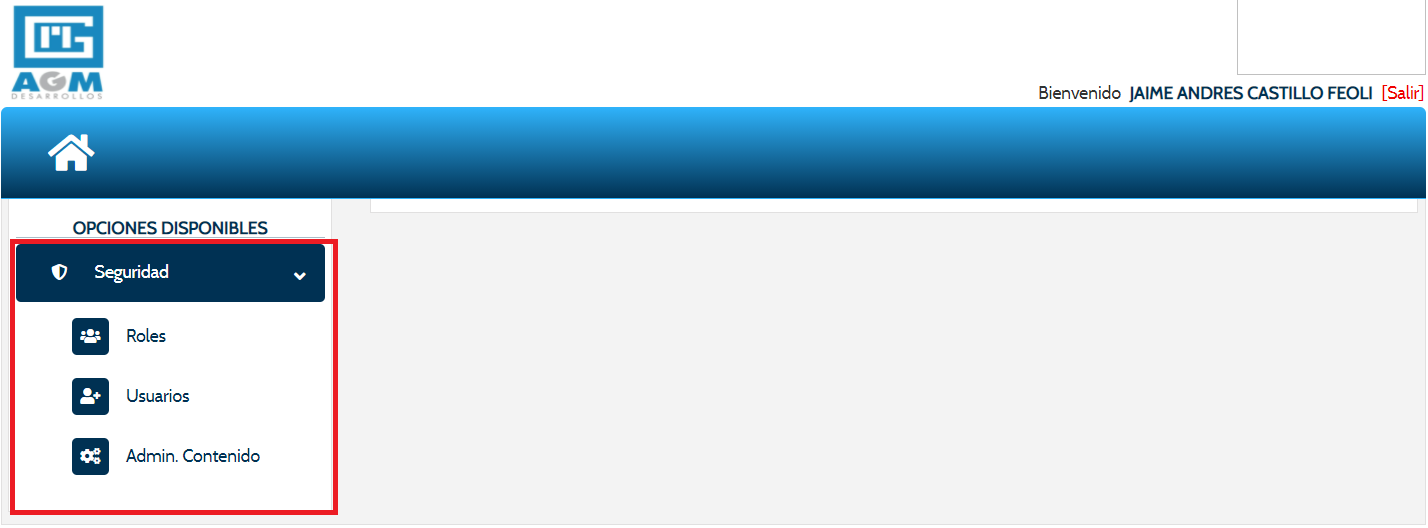 AGM
DESARROLLOS
Bienvenido JAIME ANDRES CASTILLO FEOLI [Salir]
OPCIONES DISPONIBLES
Seguridad
Roles
Usuarios
Admin. Contenido